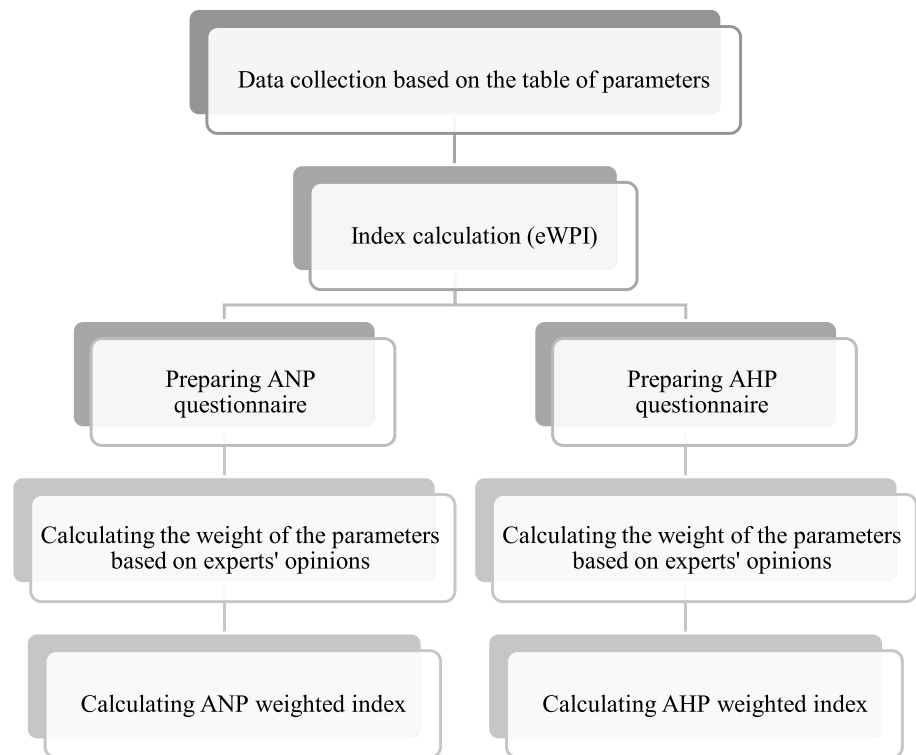 Data collection based on the table of parameters
Index calculation (eWPI)
Preparing ANP
questionnaire
Preparing AHP
questionnaire
Calculating the weight of the parameters
based on experts' opinions
Calculating the weight of the parameters
based on experts' opinions
Calculating ANP weighted index
Calculating AHP weighted index